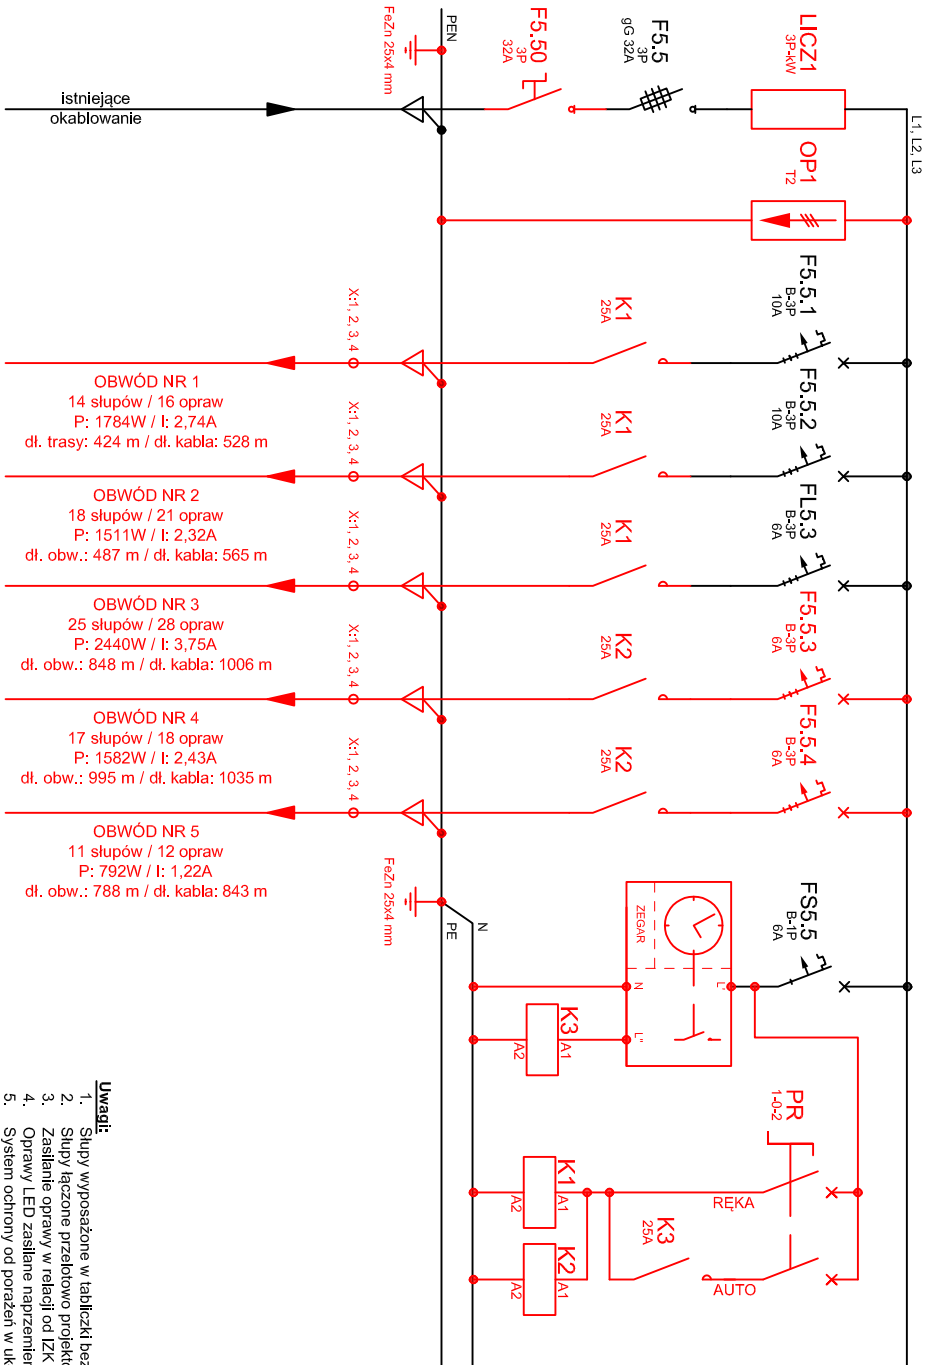 L1, L2, L3
LICZ1
3P-kW
F5.5
3P
gG 32A
F5.50
3P
32A
PEN
FeZn 25x4 mm
istniejące
okablowanie
OP1
T2
F5.5.1
B-3P
10A
K1
25A
X:1, 2, 3, 4
OBWÓD NR 1
14 słupów / 16 opraw
P: 1784W / I: 2,74A
dł. trasy: 424 m / dł. kabla: 528 m
F5.5.2
B-3P
10A
K1
25A
X:1, 2, 3, 4
OBWÓD NR 2
18 słupów / 21 opraw
P: 1511W / I: 2,32A
dł. obw.: 487 m / dł. kabla: 565 m
FL5.3
B-3P
6A
K1
25A
X:1, 2, 3, 4
OBWÓD NR 3
25 słupów / 28 opraw
P: 2440W / I: 3,75A
dł. obw.: 848 m / dł. kabla: 1006 m
F5.5.3
B-3P
6A
K2
25A
X:1, 2, 3, 4
OBWÓD NR 4
17 słupów / 18 opraw
P: 1582W / I: 2,43A
dł. obw.: 995 m / dł. kabla: 1035 m
F5.5.4
B-3P
6A
K2
25A
X:1, 2, 3, 4
OBWÓD NR 5
11 słupów / 12 opraw
P: 792W / I: 1,22A
dł. obw.: 788 m / dł. kabla: 843 m
FeZn 25x4 mm
N
PE
FS5.5
B-1P
6A
ZEGAR
L'
N
L"
K3
A1
A2
PR
1-0-2
RĘKA
AUTO
K3
25A
K1
A1
A2
K2
A1
A2
Uwagi:
1. Słupy wyposażone w tabliczki bez
2. Słupy łączone przelotowo projekto
3. Zasilanie oprawy w relacji od IZK
4. Oprawy LED zasilane naprzemien
5. System ochrony od porażeń w uk